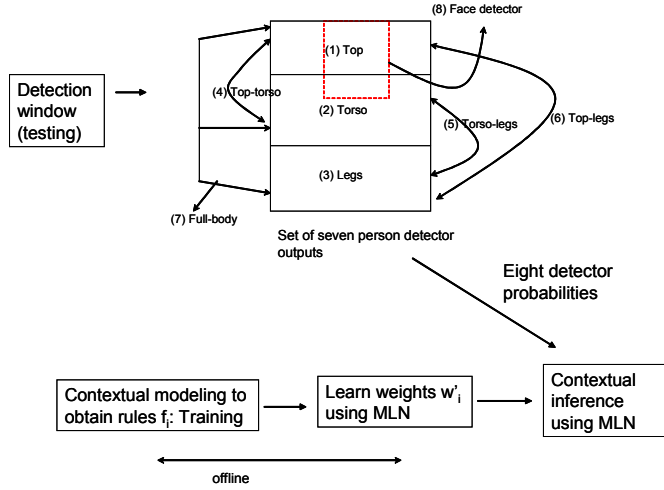 (8) Face detector
(1) Top
Detection
window
(testing)
(4) Top-torso
(2) Torso
(5) Torso-legs
(6) Top-legs
(3) Legs
(7) Full-body
Set of seven person detector
outputs
Eight detector
probabilities
Contextual modeling to
obtain rules fi: Training
Learn weights w'i
using MLN
Contextual
inference
using MLN
offline